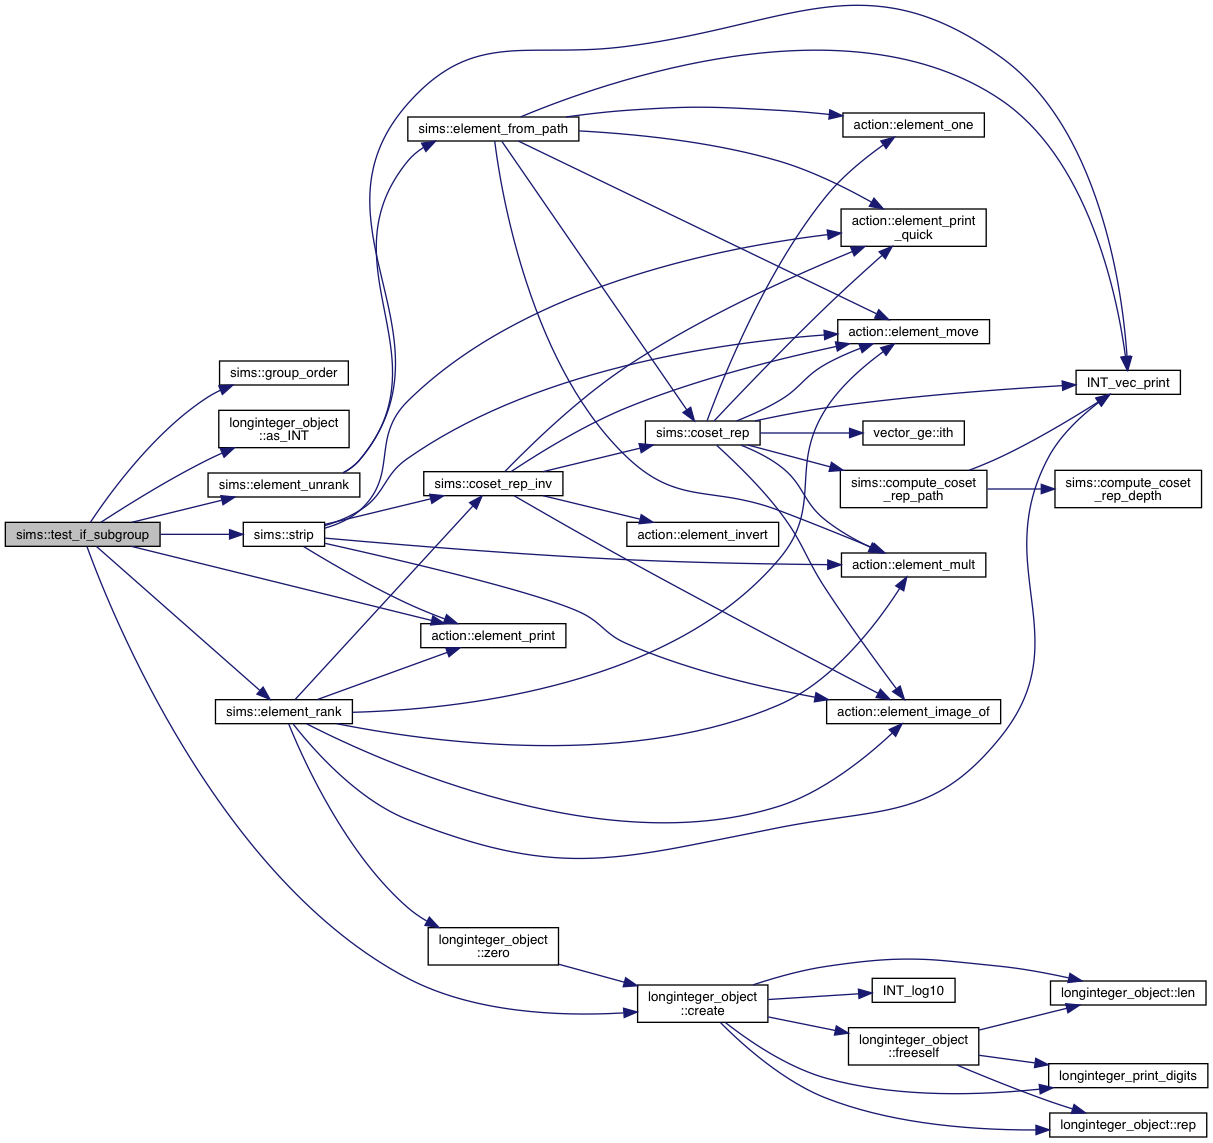 sims::test_if_subgroup
sims::group_order
longinteger_object
::as_INT
sims::element_unrank
sims::strip
sims::element_rank
sims::element_from_path
sims::coset_rep_inv
action::element_print
longinteger_object
::zero
sims::coset_rep
action::element_invert
longinteger_object
::create
action::element_one
action::element_print
_quick
action::element_move
vector_ge::ith
sims::compute_coset
_rep_path
action::element_mult
action::element_image_of
INT_log10
longinteger_object
::freeself
INT_vec_print
sims::compute_coset
_rep_depth
longinteger_object::len
longinteger_print_digits
longinteger_object::rep